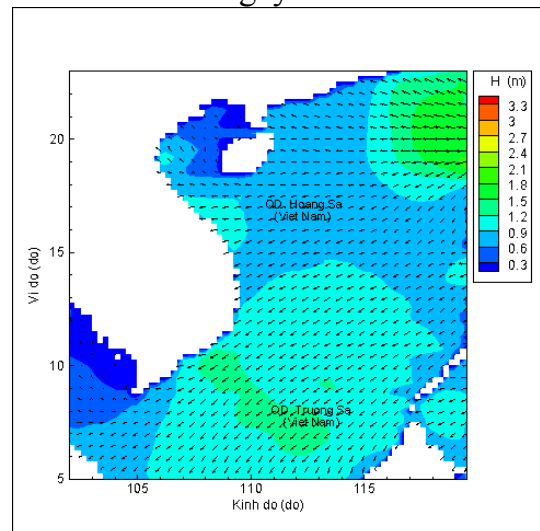 H (m)
3.3
3
2.7
2.4
2.1
1.8
1.5
1.2
0.9
0.6
0.3
20
15
10
5
Vi do (do)
QD. Hoang Sa
(Viet Nam)
QD. Truong Sa
(Viet Nam)
105
110
115
Kinh do (do)